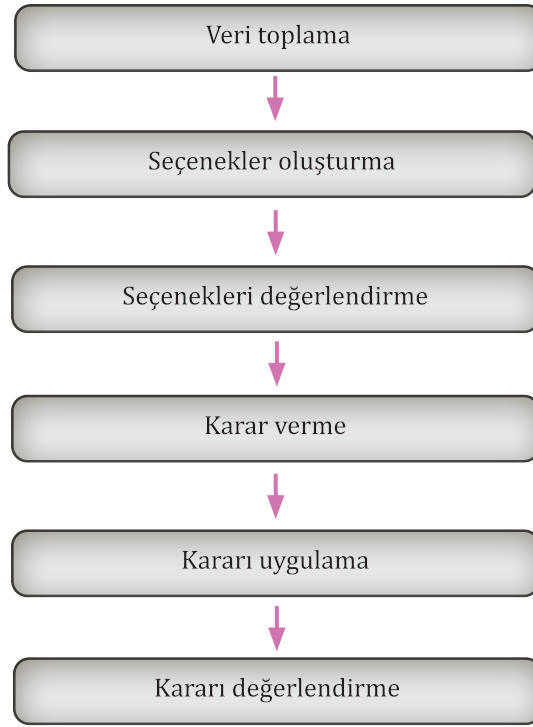 Veri toplama
Seçenekler oluşturma
Seçenekleri değerlendirme
Karar verme
Kararı uygulama
Kararı değerlendirme